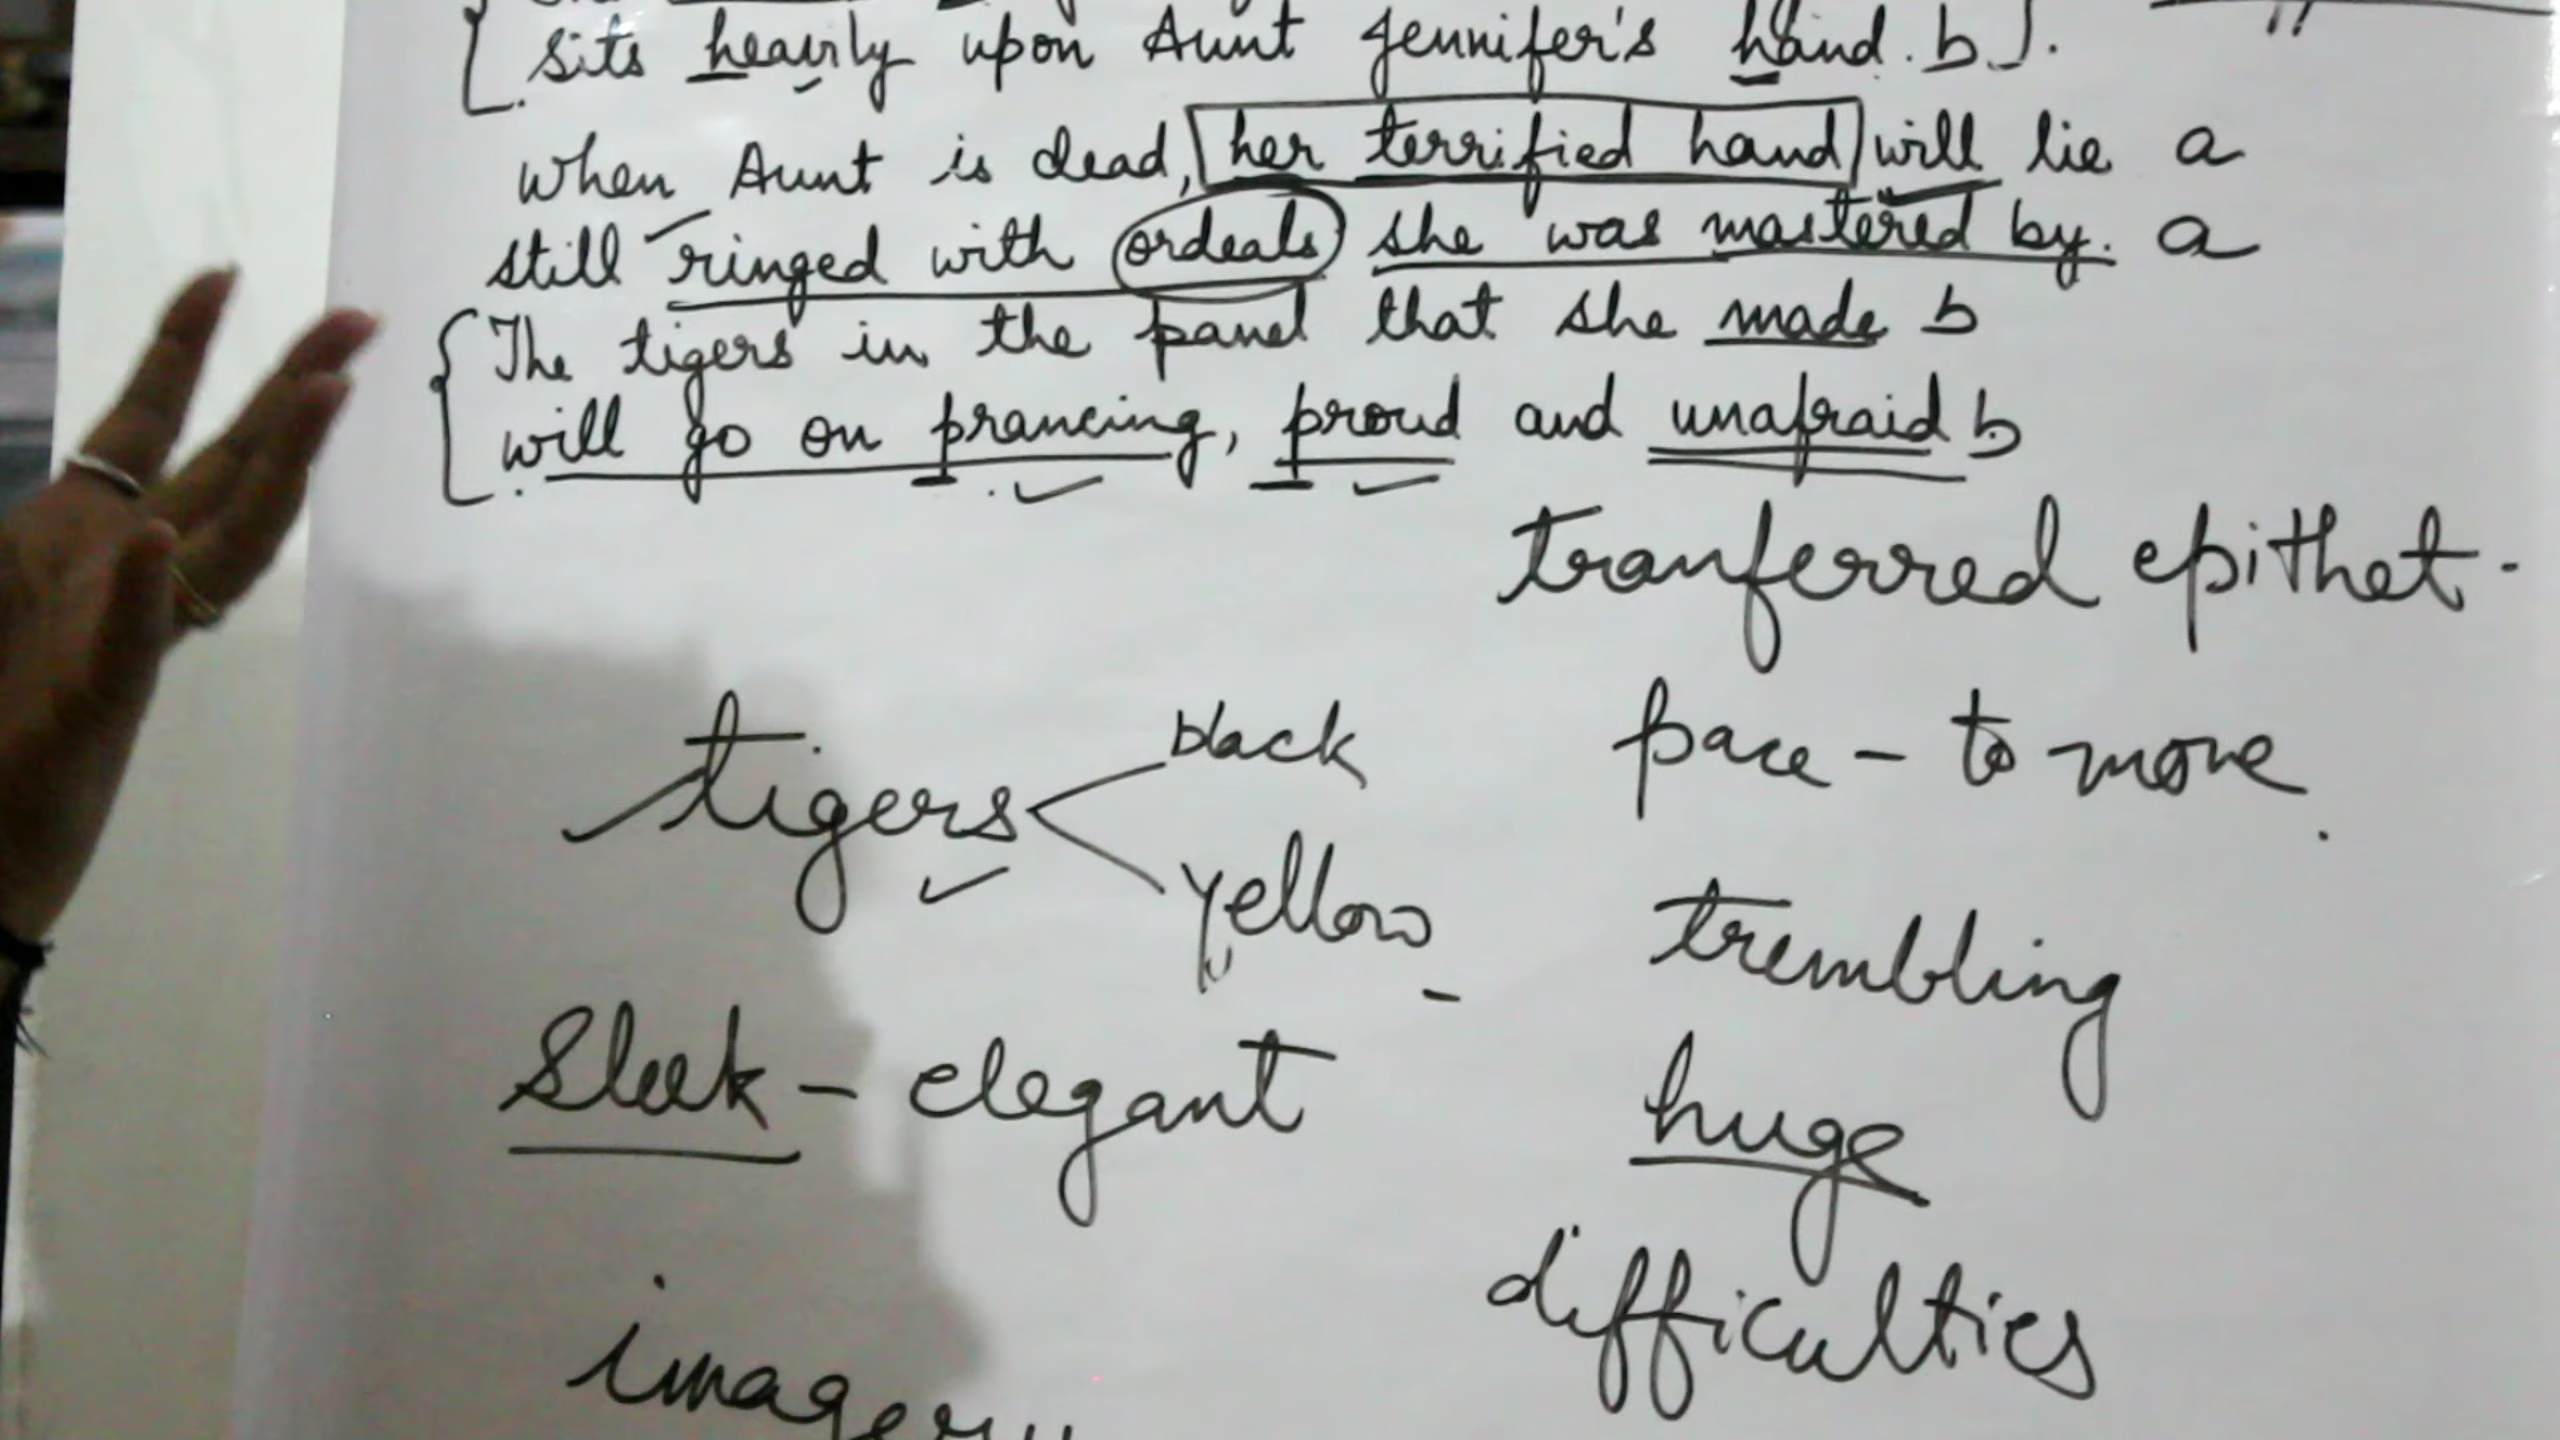 sits heavily upon Aunt Jennifer's hand. b
when Aunt is dead, her terrified hand will lie a
still ringed with ordeals she was mastered by. a
The tigers in the panel that she made b
will go on prancing, proud and unafraid b
tranferred epithet.
tigers
black
yellow
pace - to move.
trembling
Sleek - elegant
huge
difficulties
imagery